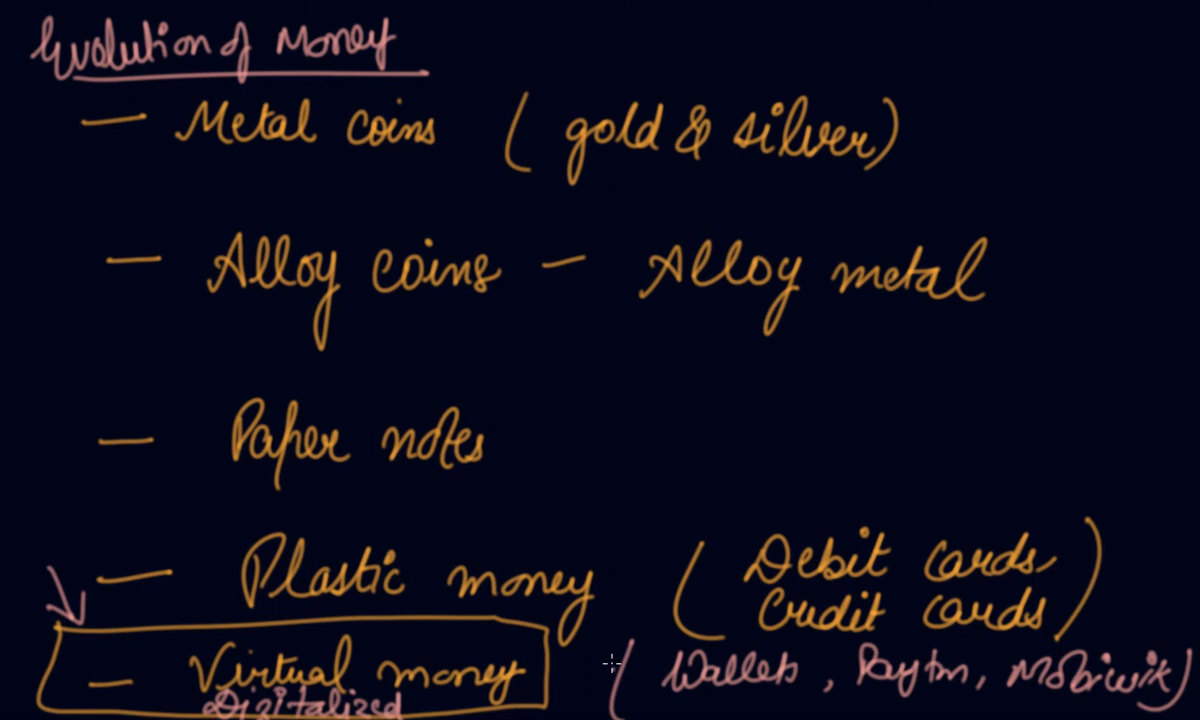 Evolution of Money
— Metal coins ( gold & silver)
— Alloy coins — Alloy metal
— Paper notes
— Plastic money ( Debit cards,
Credit cards )
— Virtual money ( Wallets, Paytm, Mobiwik)
Digitalized